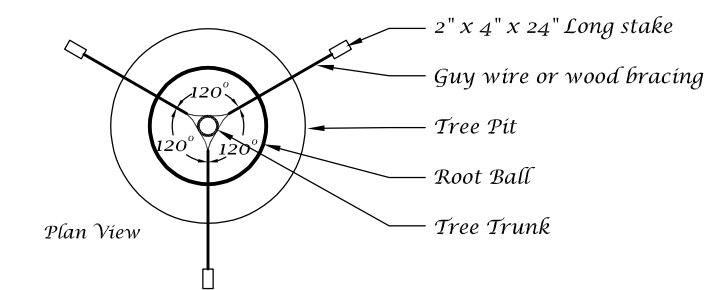 2" x 4" x 24" Long stake
Guy wire or wood bracing
120°
Tree Pit
120° 120°
Root Ball
Tree Trunk
Plan View